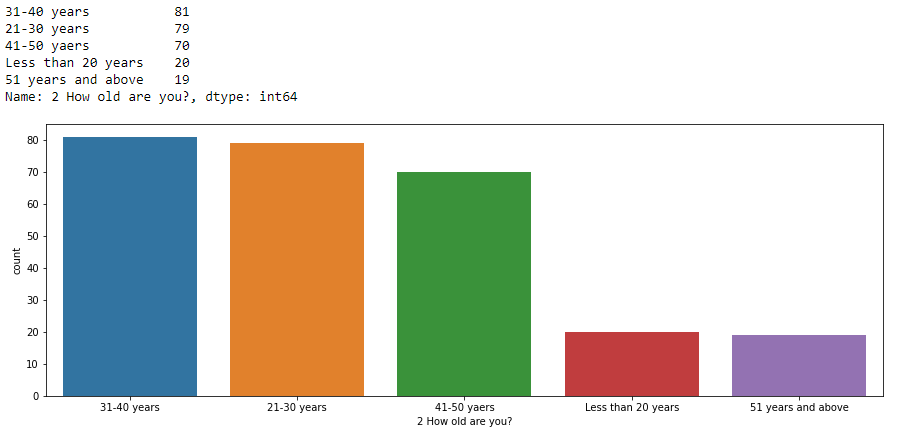 31-40 years 81
21-30 years 79
41-50 yaers 70
Less than 20 years 20
51 years and above 19
Name: 2 How old are you?, dtype: int64
80
70
60
50
40
30
20
10
0
count
31-40 years 21-30 years 41-50 yaers Less than 20 years 51 years and above
2 How old are you?